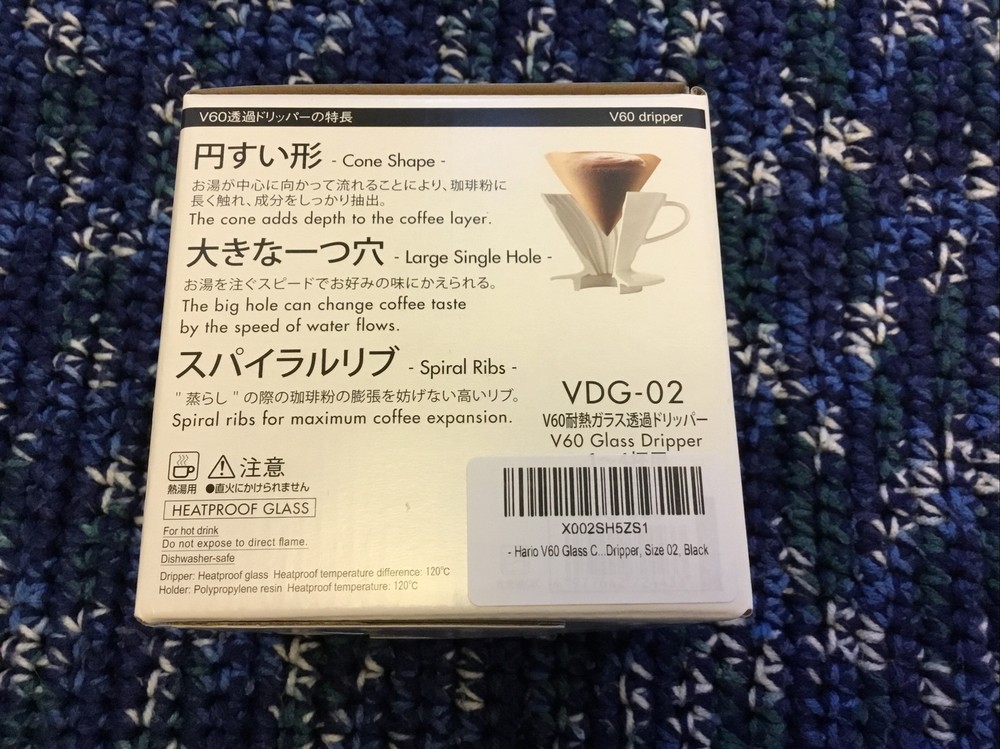 V60透過ドリッパーの特長
V60 dripper
円すい形 - Cone Shape -
お湯が中心に向かって流れることにより、珈琲粉に
長く触れ、成分をしっかり抽出。
The cone adds depth to the coffee layer.
大きな一つ穴 - Large Single Hole -
お湯を注ぐスピードでお好みの味にかえられる。
The big hole can change coffee taste
by the speed of water flows.
スパイラルリブ - Spiral Ribs -
"蒸らし"の際の珈琲粉の膨張を妨げない高いリブ。
Spiral ribs for maximum coffee expansion.
熱湯用
注意
●直火にかけられません
HEATPROOF GLASS
For hot drink
Do not expose to direct flame.
Dishwasher-safe
Dripper: Heatproof glass Heatproof temperature difference: 120℃
Holder: Polypropylene resin Heatproof temperature: 120℃
VDG-02
V60耐熱ガラス透過ドリッパー
V60 Glass Dripper
X002SH5ZS1
- Hario V60 Glass C...Dripper, Size 02, Black